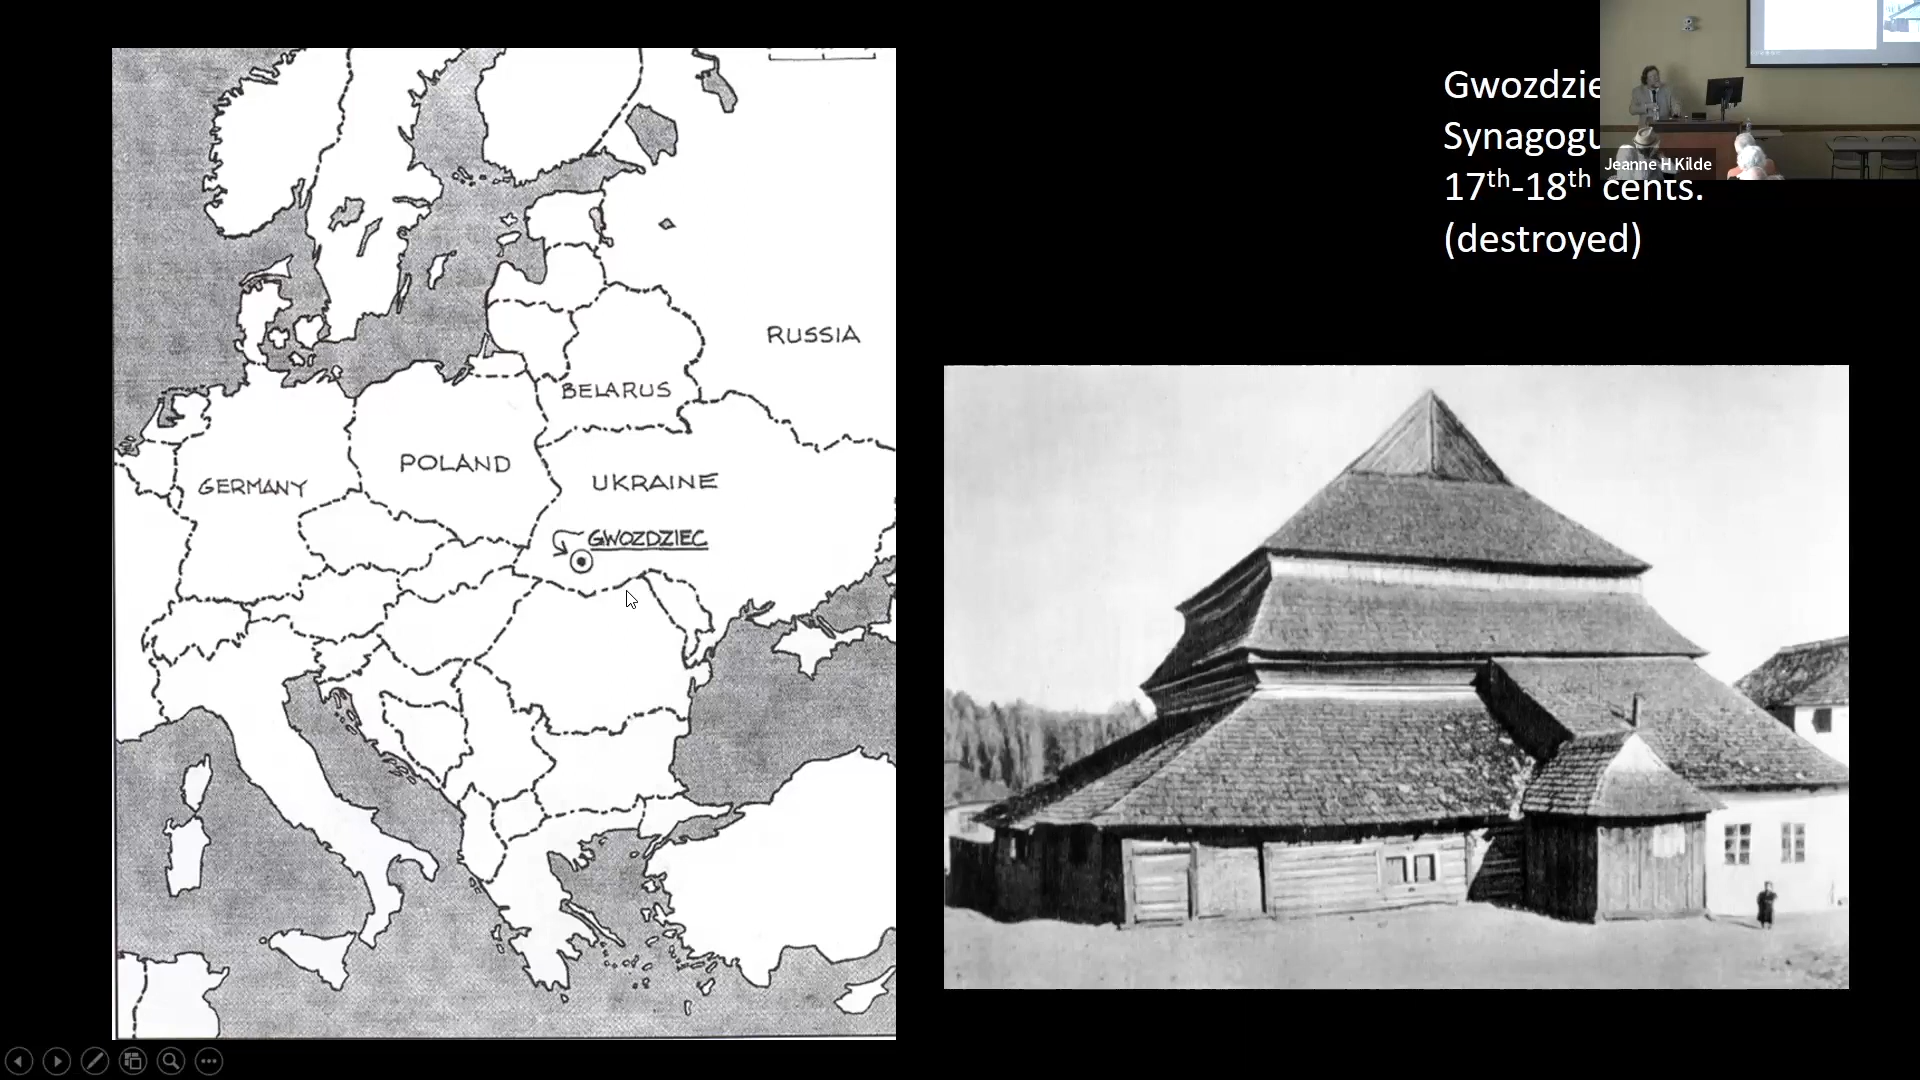 Gwozdzie
Synagogu
17th-18th cents.
(destroyed)
Jeanne H Kilde
RUSSIA
BELARUS
POLAND
UKRAINE
GERMANY
GWOZDZIEC